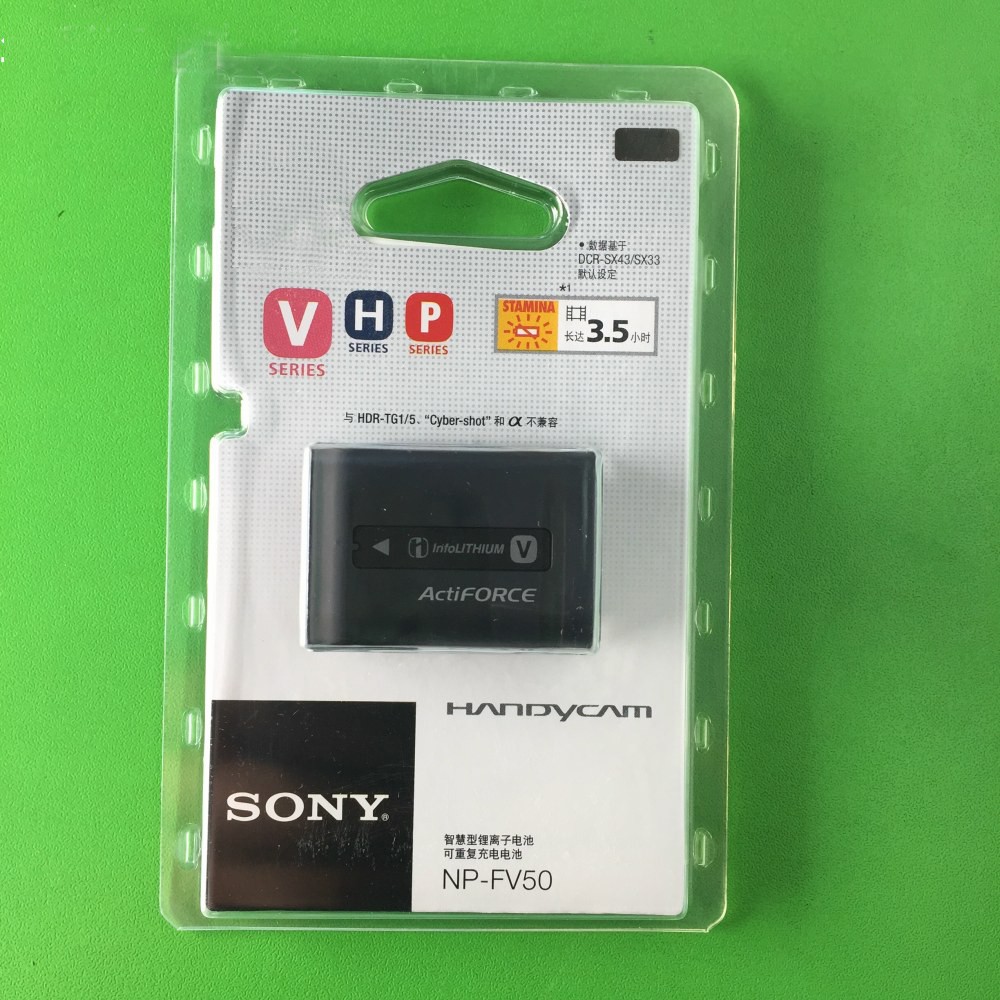 • 数据基于
DCR-SX43/SX33
默认设定
*1
STAMINA
长达 3.5 小时
V
SERIES
H
SERIES
P
SERIES
与 HDR-TG1/5、“Cyber-shot” 和 α 不兼容
InfoLITHIUM V
ActiFORCE
HANDYCAM
SONY®
智慧型锂离子电池
可重复充电电池
NP-FV50